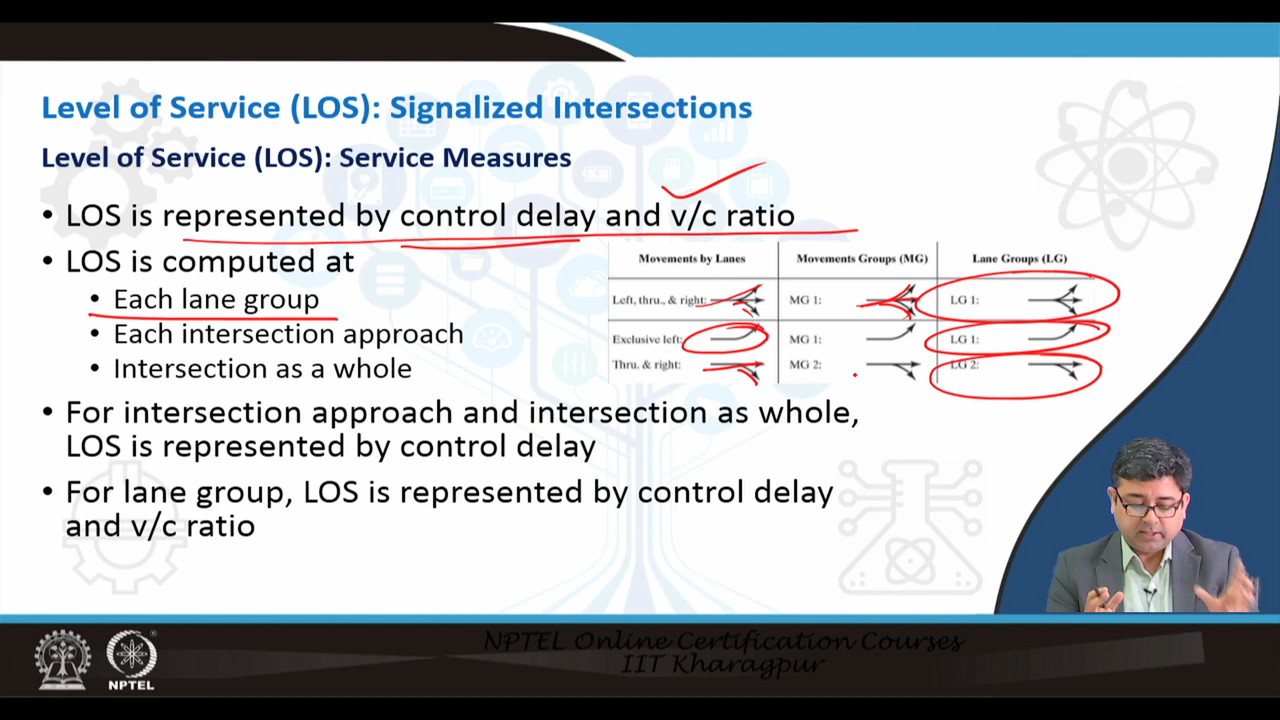 Level of Service (LOS): Signalized Intersections
Level of Service (LOS): Service Measures
• LOS is represented by control delay and v/c ratio
• LOS is computed at
• Each lane group
• Each intersection approach
• Intersection as a whole
Movements by Lanes Movements Groups (MG) Lane Groups (LG)
Left, thru., & right: MG 1: LG 1:
Exclusive left: MG 1: LG 1:
Thru. & right: MG 2: LG 2:
• For intersection approach and intersection as whole,
LOS is represented by control delay
• For lane group, LOS is represented by control delay
and v/c ratio
NPTEL
NPTEL Online Certification Courses
IIT Kharagpur